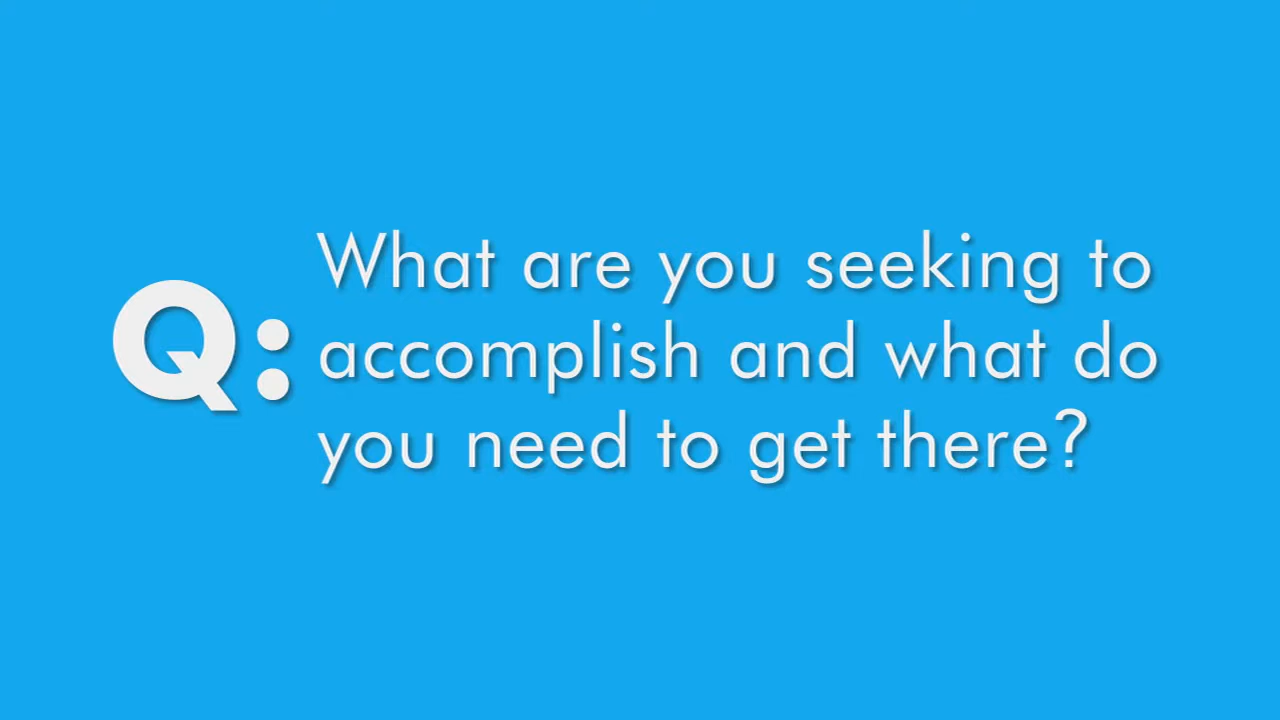 Q:
What are you seeking to
accomplish and what do
you need to get there?